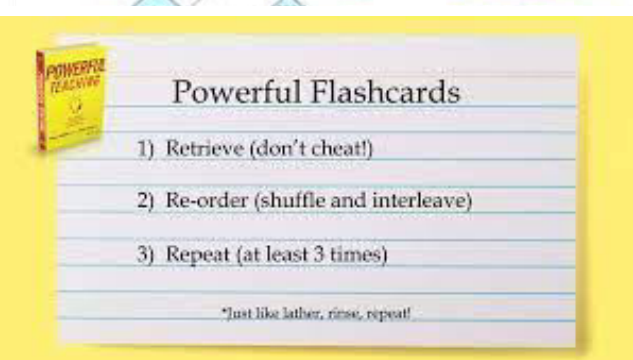 POWERFUL
TEACHING
Powerful Flashcards
1) Retrieve (don't cheat!)
2) Re-order (shuffle and interleave)
3) Repeat (at least 3 times)
*Just like lather, rinse, repeat!